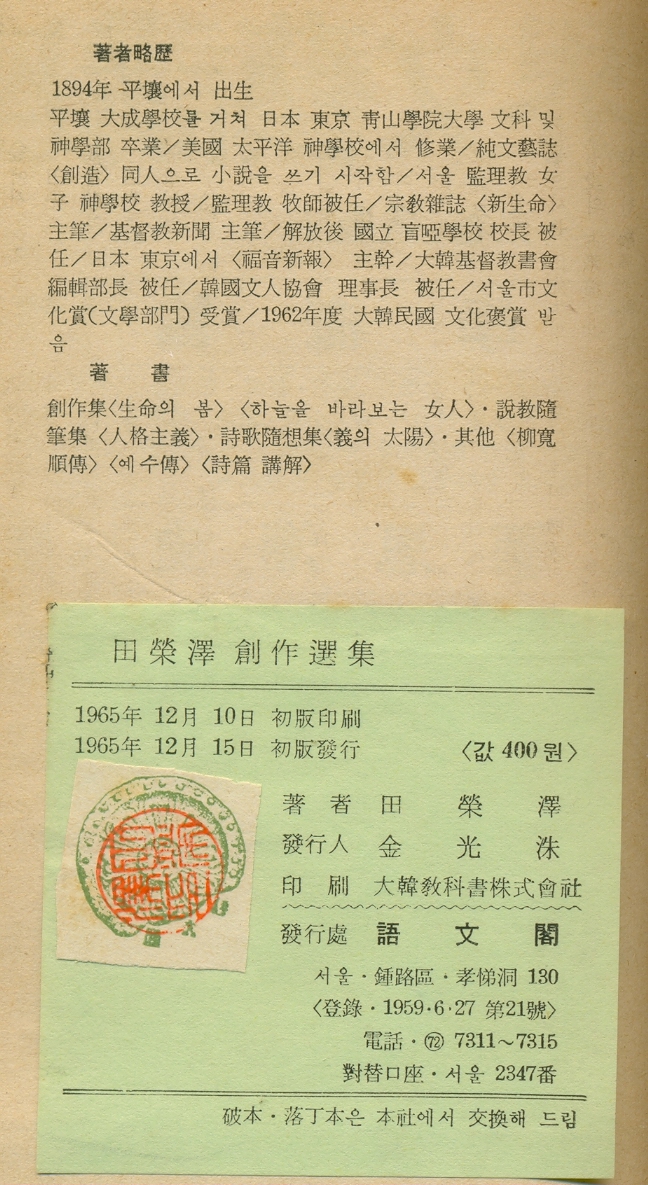 著者略歷
1894年 平壤에서 出生
平壤 大成學校를 거쳐 日本 東京 靑山學院大學 文科 및
神學部 卒業/美國 太平洋 神學校에서 修業/純文藝誌
〈創造〉 同人으로 小說을 쓰기 시작함/서울 監理敎 女
子 神學校 敎授/監理敎 牧師被任/宗敎雜誌 〈新生命〉
主筆/基督敎新聞 主筆/解放後 國立 盲啞學校 校長 被
任/日本 東京에서 〈福音新報〉 主幹/大韓基督敎書會
編輯部長 被任/韓國文人協會 理事長 被任/서울市文
化賞(文學部門) 受賞/1962年度 大韓民國 文化褒賞 받
음
著 書
創作集〈生命의 봄〉 〈하늘을 바라보는 女人〉·說敎隨
筆集 〈人格主義〉·詩歌隨想集〈義의 太陽〉·其他 〈柳寬
順傳〉 〈예수傳〉 〈詩篇 講解〉
田榮澤 創作選集
1965年 12月 10日 初版印刷
1965年 12月 15日 初版發行 〈값 400원〉
著者 田榮澤
發行人 金光洙
印刷 大韓敎科書株式會社
發行處 語文閣
서울·鍾路區·孝悌洞 130
〈登錄·1959·6·27 第21號〉
電話·㊆ 7311~7315
對替口座·서울 2347番
破本·落丁本은 本社에서 交換해 드림